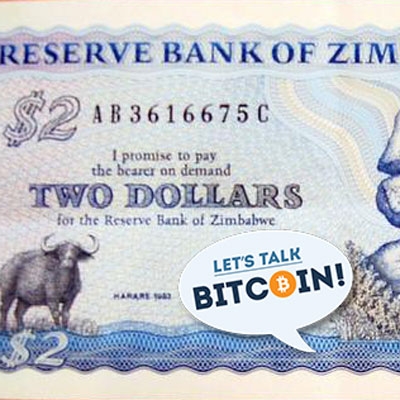 RESERVE BANK OF ZIM
$2
AB3616675C
I promise to pay
the bearer on demand
TWO DOLLARS
for the Reserve Bank of Zimbabwe
LET'S TALK
BITCOIN!
HARARE 1983
$2